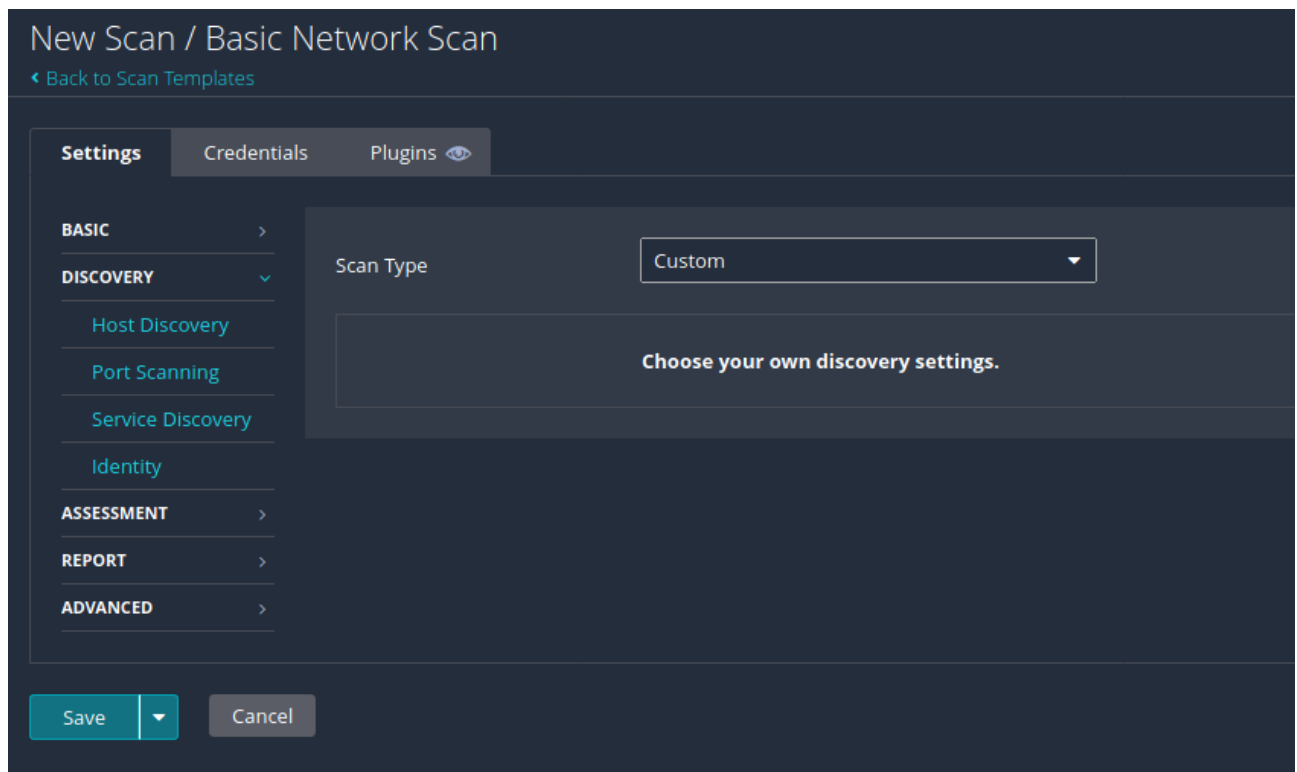 New Scan / Basic Network Scan
Back to Scan Templates
Settings Credentials Plugins
BASIC
DISCOVERY
Host Discovery
Port Scanning
Service Discovery
Identity
ASSESSMENT
REPORT
ADVANCED
Scan Type Custom
Choose your own discovery settings.
Save Cancel